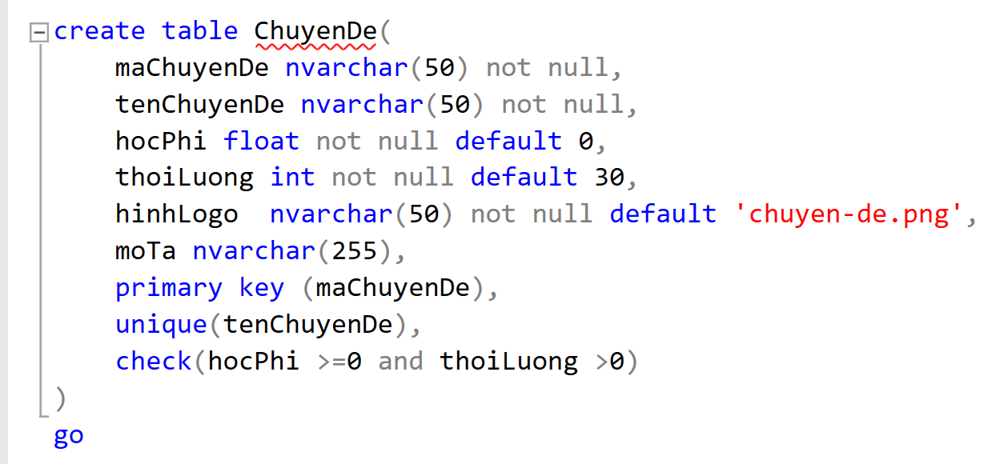 create table ChuyenDe(
    maChuyenDe nvarchar(50) not null,
    tenChuyenDe nvarchar(50) not null,
    hocPhi float not null default 0,
    thoiLuong int not null default 30,
    hinhLogo  nvarchar(50) not null default 'chuyen-de.png',
    moTa nvarchar(255),
    primary key (maChuyenDe),
    unique(tenChuyenDe),
    check(hocPhi >=0 and thoiLuong >0)
)
go